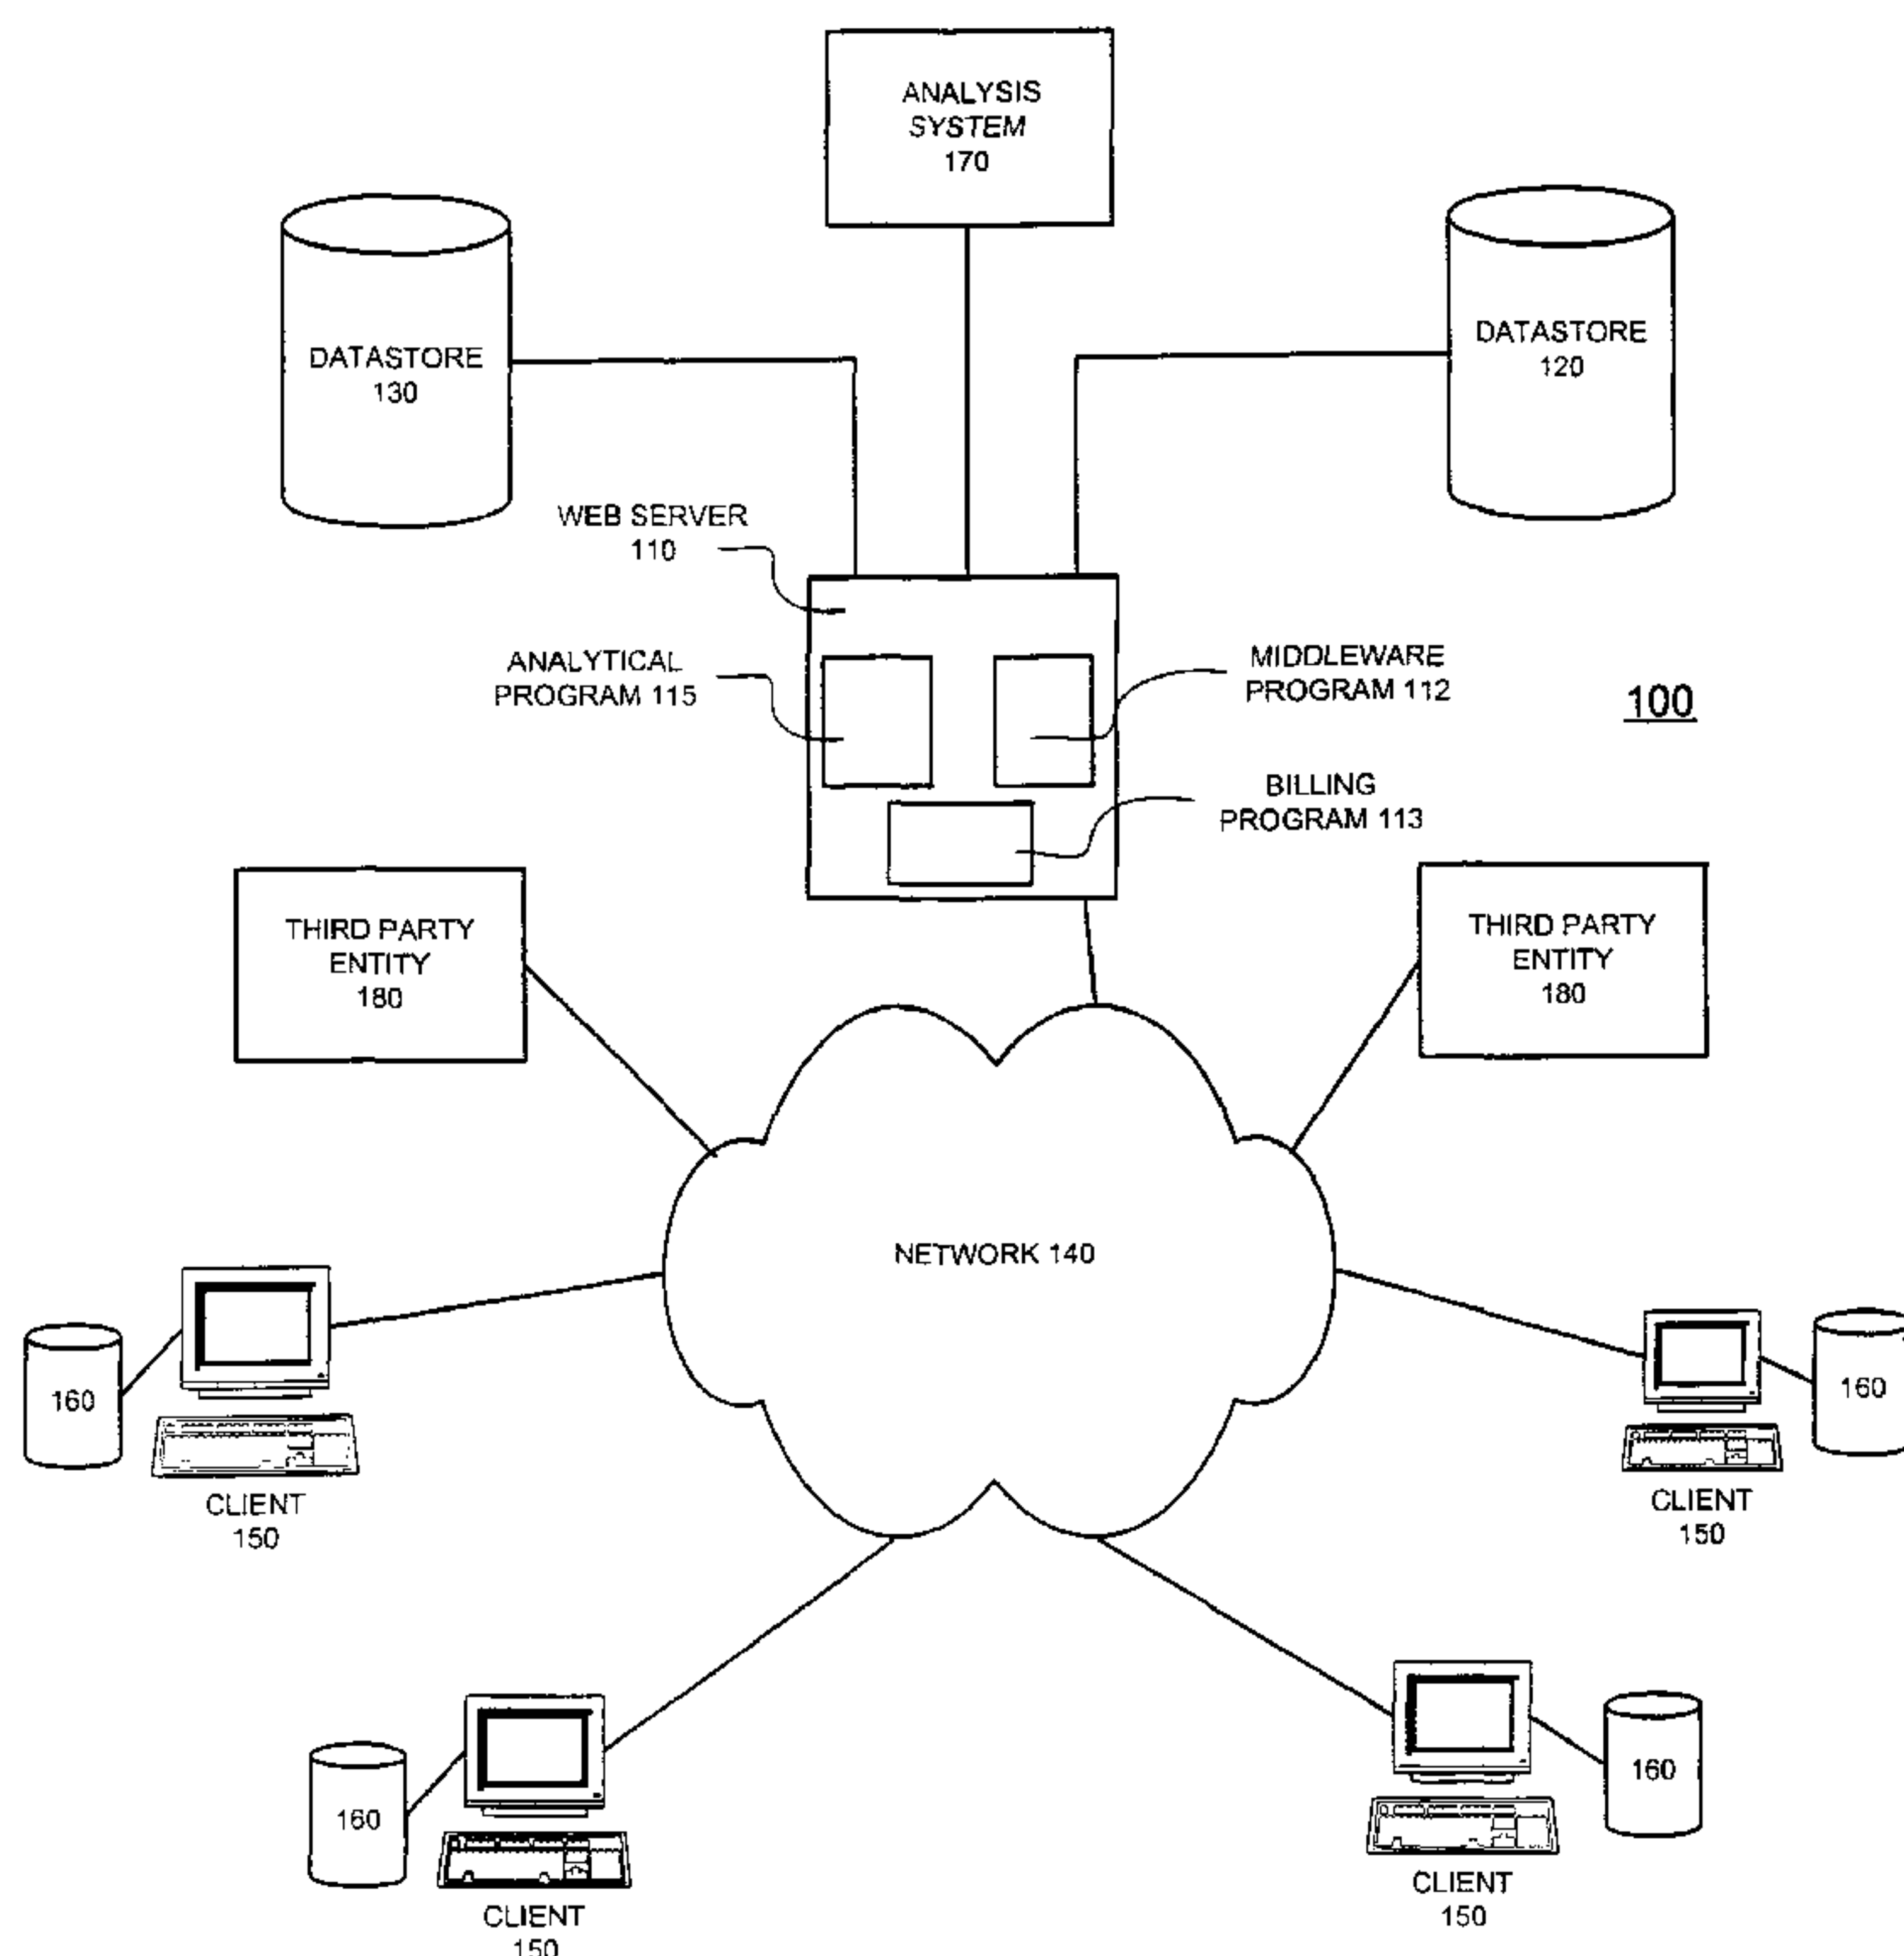 ANALYSIS
SYSTEM
170
DATASTORE
130
DATASTORE
120
WEB SERVER
110
ANALYTICAL
PROGRAM 115
MIDDLEWARE
PROGRAM 112
100
BILLING
PROGRAM 113
THIRD PARTY
ENTITY
180
THIRD PARTY
ENTITY
180
NETWORK 140
160
CLIENT
150
160
CLIENT
150
160
CLIENT
150
160
CLIENT
150